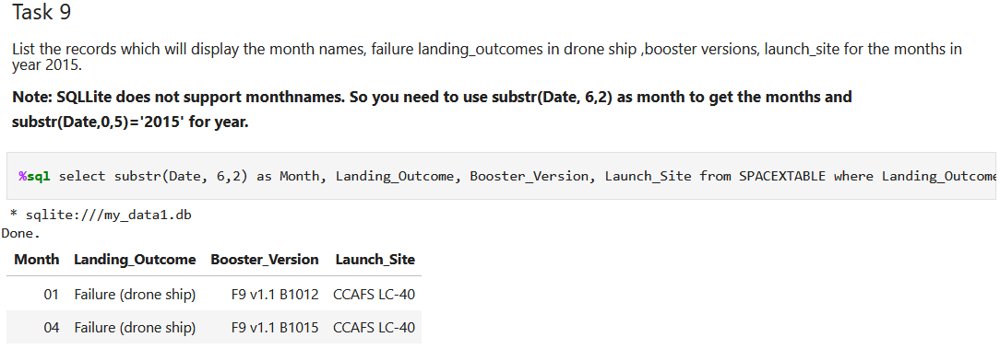 Task 9
List the records which will display the month names, failure landing_outcomes in drone ship ,booster versions, launch_site for the months in
year 2015.
Note: SQLLite does not support monthnames. So you need to use substr(Date, 6,2) as month to get the months and
substr(Date,0,5)='2015' for year.
%sql select substr(Date, 6,2) as Month, Landing_Outcome, Booster_Version, Launch_Site from SPACEXTABLE where Landing_Outcome
* sqlite:///my_data1.db
Done.
Month Landing_Outcome Booster_Version Launch_Site
01 Failure (drone ship) F9 v1.1 B1012 CCAFS LC-40
04 Failure (drone ship) F9 v1.1 B1015 CCAFS LC-40